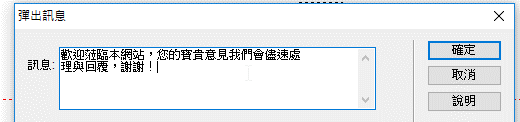 彈出訊息
訊息:
歡迎蒞臨本網站，您的寶貴意見我們會儘速處
理與回覆，謝謝！
確定
取消
說明